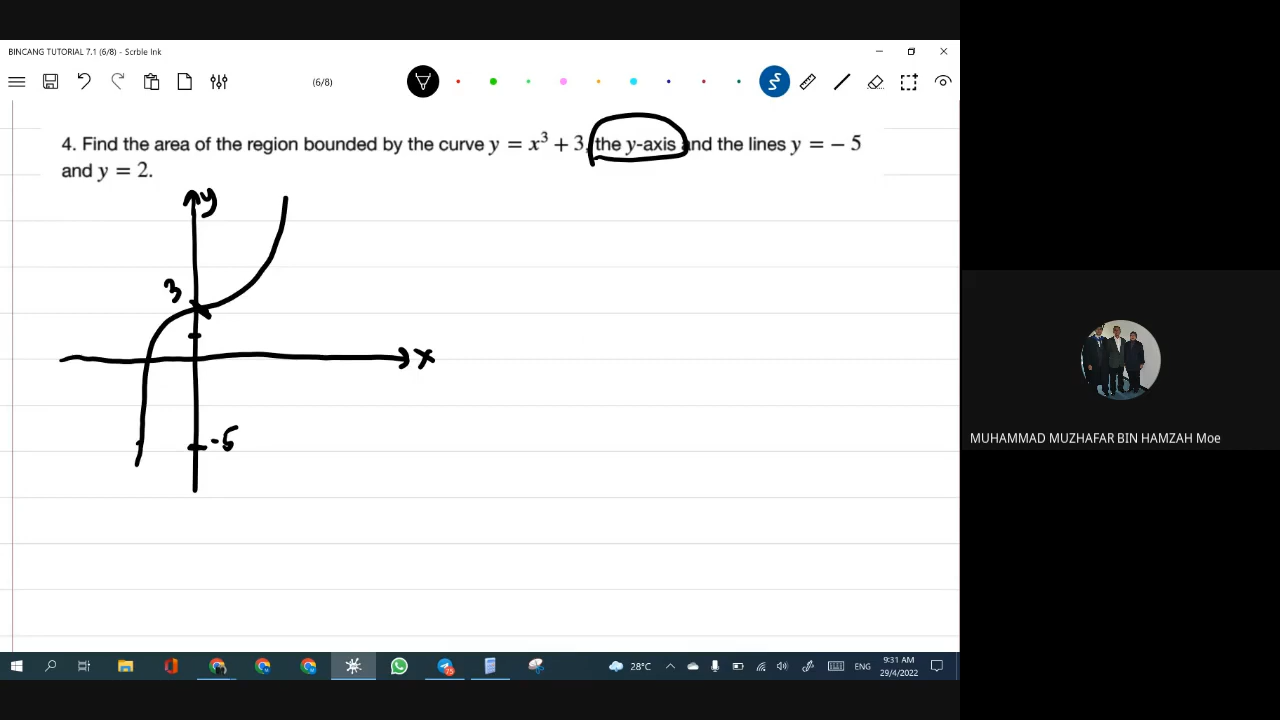 BINCANG TUTORIAL 7.1 (6/8) - Scrble Ink
(6/8)
4. Find the area of the region bounded by the curve y = x³ + 3, the y-axis and the lines y = − 5
and y = 2.
y
3
x
-5
MUHAMMAD MUZHAFAR BIN HAMZAH Moe
28°C
ENG
9:31 AM
29/4/2022